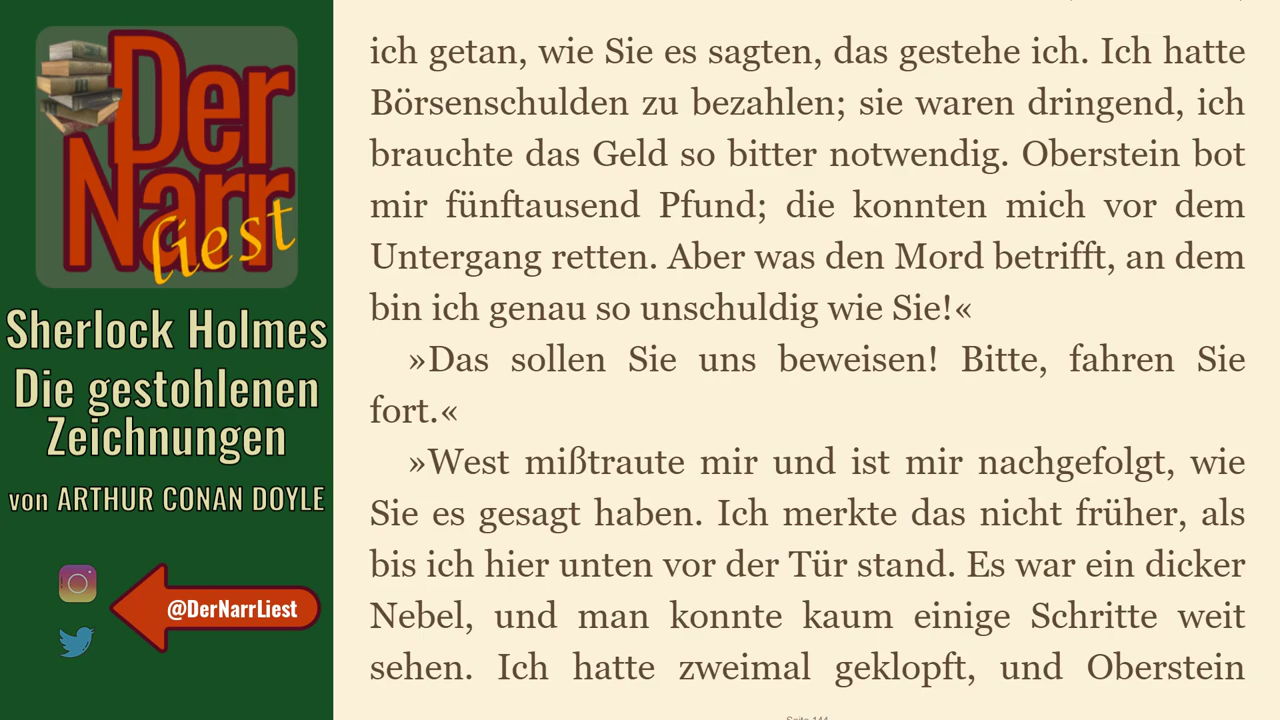 Der
Narr
liest
Sherlock Holmes
Die gestohlenen
Zeichnungen
von ARTHUR CONAN DOYLE
@DerNarrLiest
ich getan, wie Sie es sagten, das gestehe ich. Ich hatte
Börsenschulden zu bezahlen; sie waren dringend, ich
brauchte das Geld so bitter notwendig. Oberstein bot
mir fünftausend Pfund; die konnten mich vor dem
Untergang retten. Aber was den Mord betrifft, an dem
bin ich genau so unschuldig wie Sie!«
»Das sollen Sie uns beweisen! Bitte, fahren Sie
fort.«
»West mißtraute mir und ist mir nachgefolgt, wie
Sie es gesagt haben. Ich merkte das nicht früher, als
bis ich hier unten vor der Tür stand. Es war ein dicker
Nebel, und man konnte kaum einige Schritte weit
sehen. Ich hatte zweimal geklopft, und Oberstein